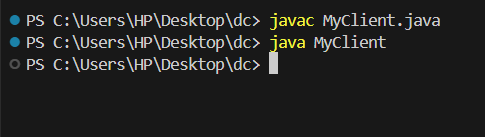 PS C:\Users\HP\Desktop\dc> javac MyClient.java
PS C:\Users\HP\Desktop\dc> java MyClient
PS C:\Users\HP\Desktop\dc>